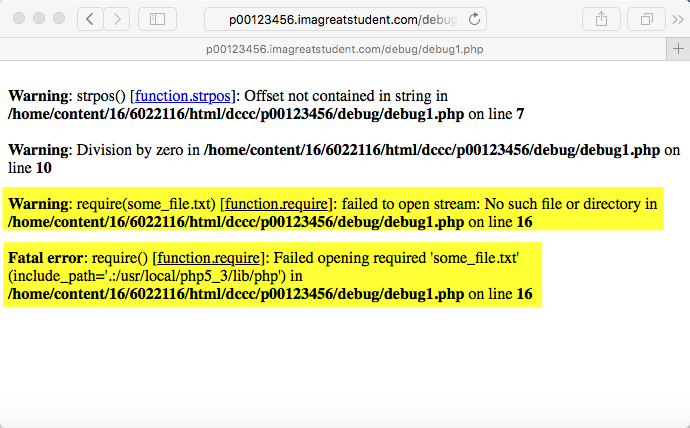 p00123456.imagreatstudent.com/debug
p00123456.imagreatstudent.com/debug/debug1.php
Warning: strpos() [function.strpos]: Offset not contained in string in
/home/content/16/6022116/html/dccc/p00123456/debug/debug1.php on line 7
Warning: Division by zero in /home/content/16/6022116/html/dccc/p00123456/debug/debug1.php on
line 10
Warning: require(some_file.txt) [function.require]: failed to open stream: No such file or directory in
/home/content/16/6022116/html/dccc/p00123456/debug/debug1.php on line 16
Fatal error: require() [function.require]: Failed opening required 'some_file.txt'
(include_path='.:/usr/local/php5_3/lib/php') in
/home/content/16/6022116/html/dccc/p00123456/debug/debug1.php on line 16